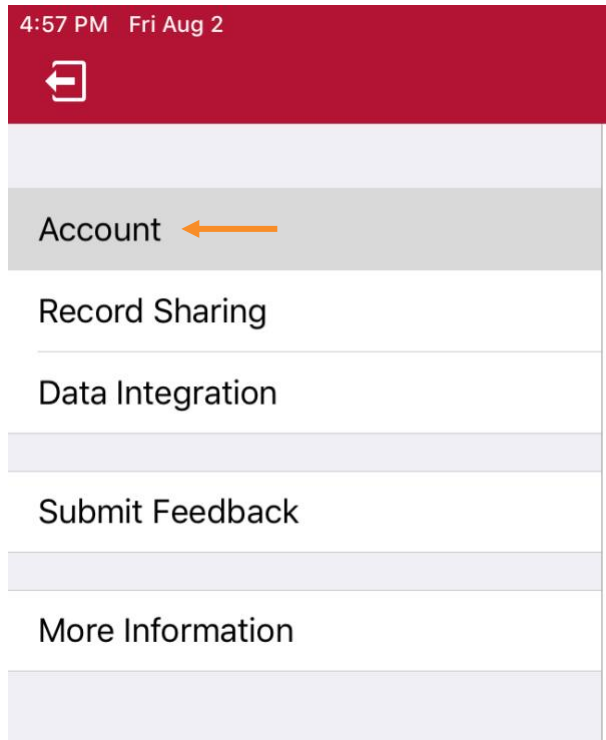 4:57 PM Fri Aug 2
Account
Record Sharing
Data Integration
Submit Feedback
More Information